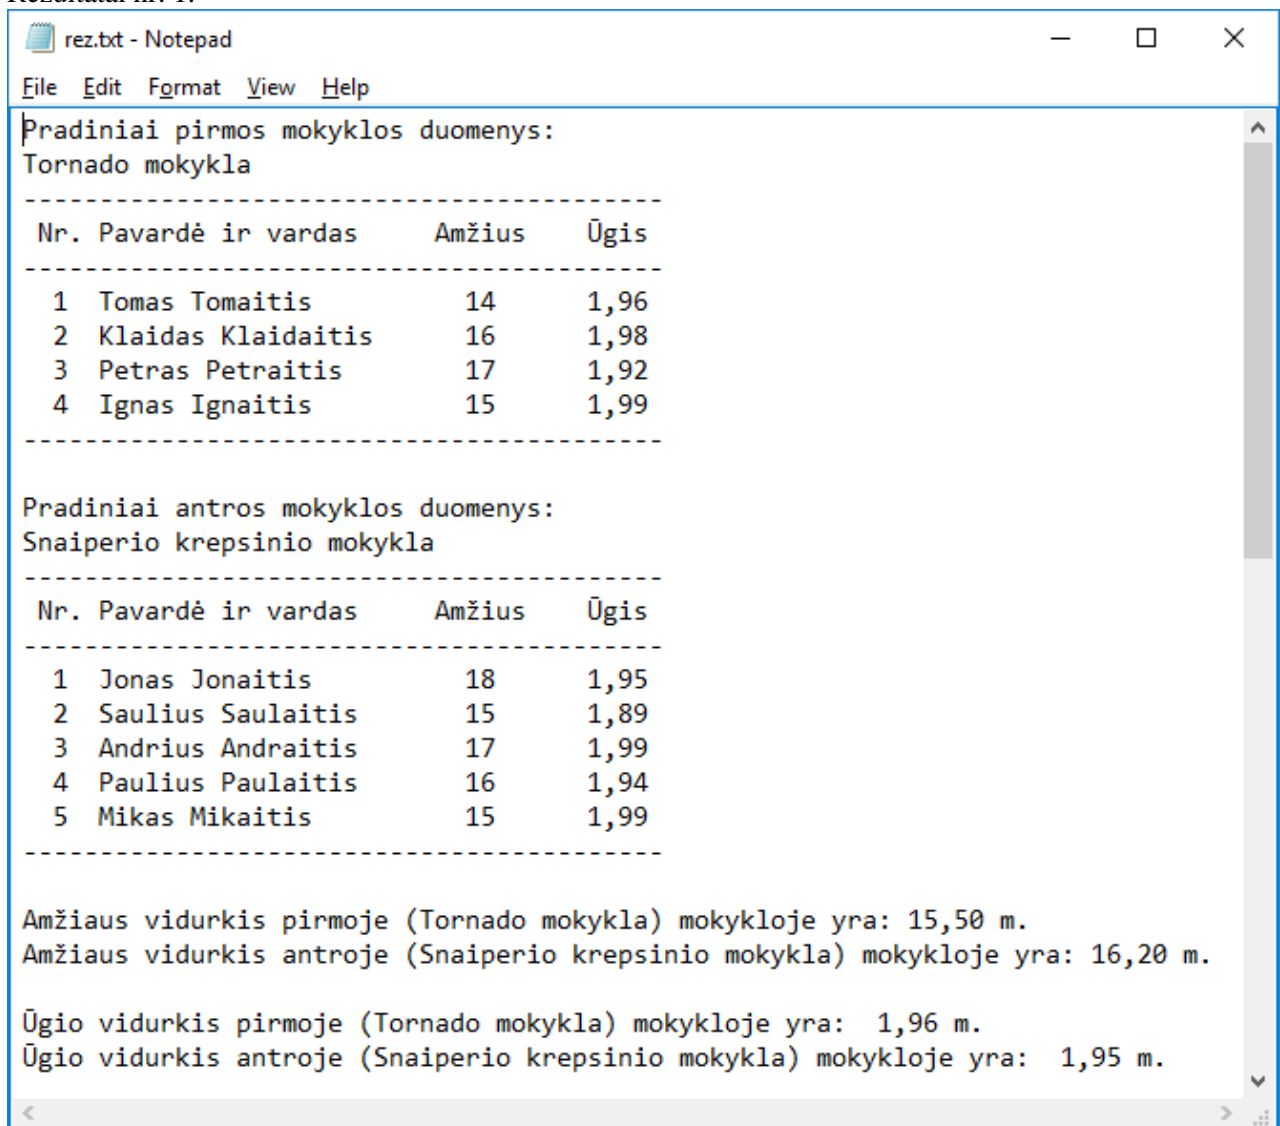 rez.txt - Notepad
File Edit Format View Help
Pradiniai pirmos mokyklos duomenys:
Tornado mokykla
------------------------------------------
 Nr. Pavardė ir vardas     Amžius    Ūgis
------------------------------------------
  1  Tomas Tomaitis          14      1,96
  2  Klaidas Klaidaitis      16      1,98
  3  Petras Petraitis        17      1,92
  4  Ignas Ignaitis          15      1,99
------------------------------------------
Pradiniai antros mokyklos duomenys:
Snaiperio krepsinio mokykla
------------------------------------------
 Nr. Pavardė ir vardas     Amžius    Ūgis
------------------------------------------
  1  Jonas Jonaitis          18      1,95
  2  Saulius Saulaitis       15      1,89
  3  Andrius Andraitis       17      1,99
  4  Paulius Paulaitis       16      1,94
  5  Mikas Mikaitis          15      1,99
------------------------------------------
Amžiaus vidurkis pirmoje (Tornado mokykla) mokykloje yra: 15,50 m.
Amžiaus vidurkis antroje (Snaiperio krepsinio mokykla) mokykloje yra: 16,20 m.
Ūgio vidurkis pirmoje (Tornado mokykla) mokykloje yra:  1,96 m.
Ūgio vidurkis antroje (Snaiperio krepsinio mokykla) mokykloje yra:  1,95 m.